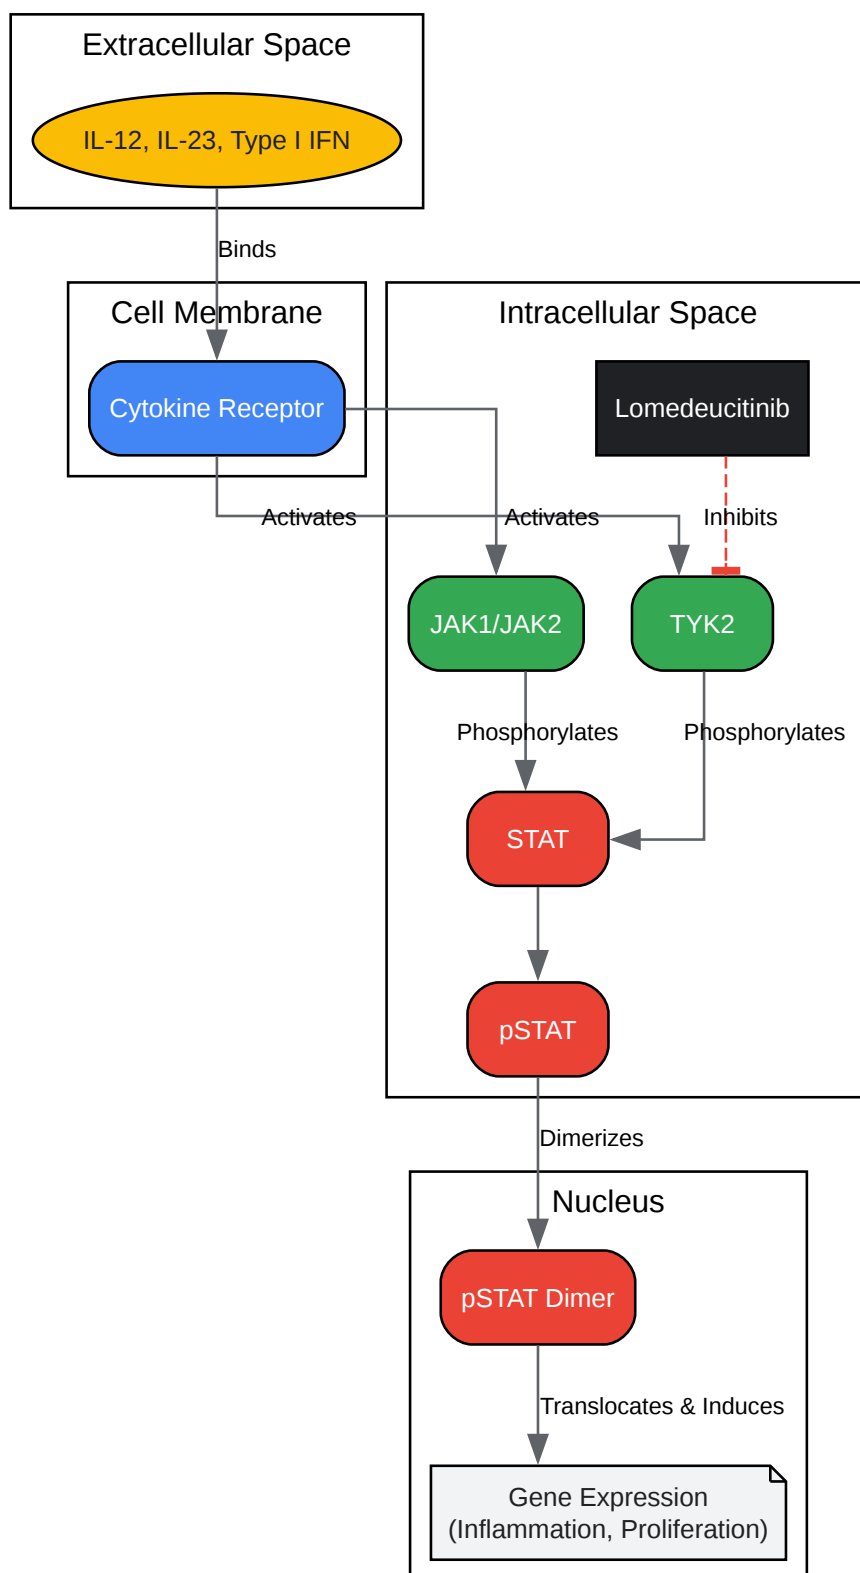 Extracellular Space
IL-12, IL-23, Type I IFN
Binds
Cell Membrane
Intracellular Space
Cytokine Receptor
Lomedeucitinib
Activates
Activates
Inhibits
JAK1/JAK2
TYK2
Phosphorylates
Phosphorylates
STAT
pSTAT
Dimerizes
Nucleus
pSTAT Dimer
Translocates & Induces
Gene Expression
(Inflammation, Proliferation)